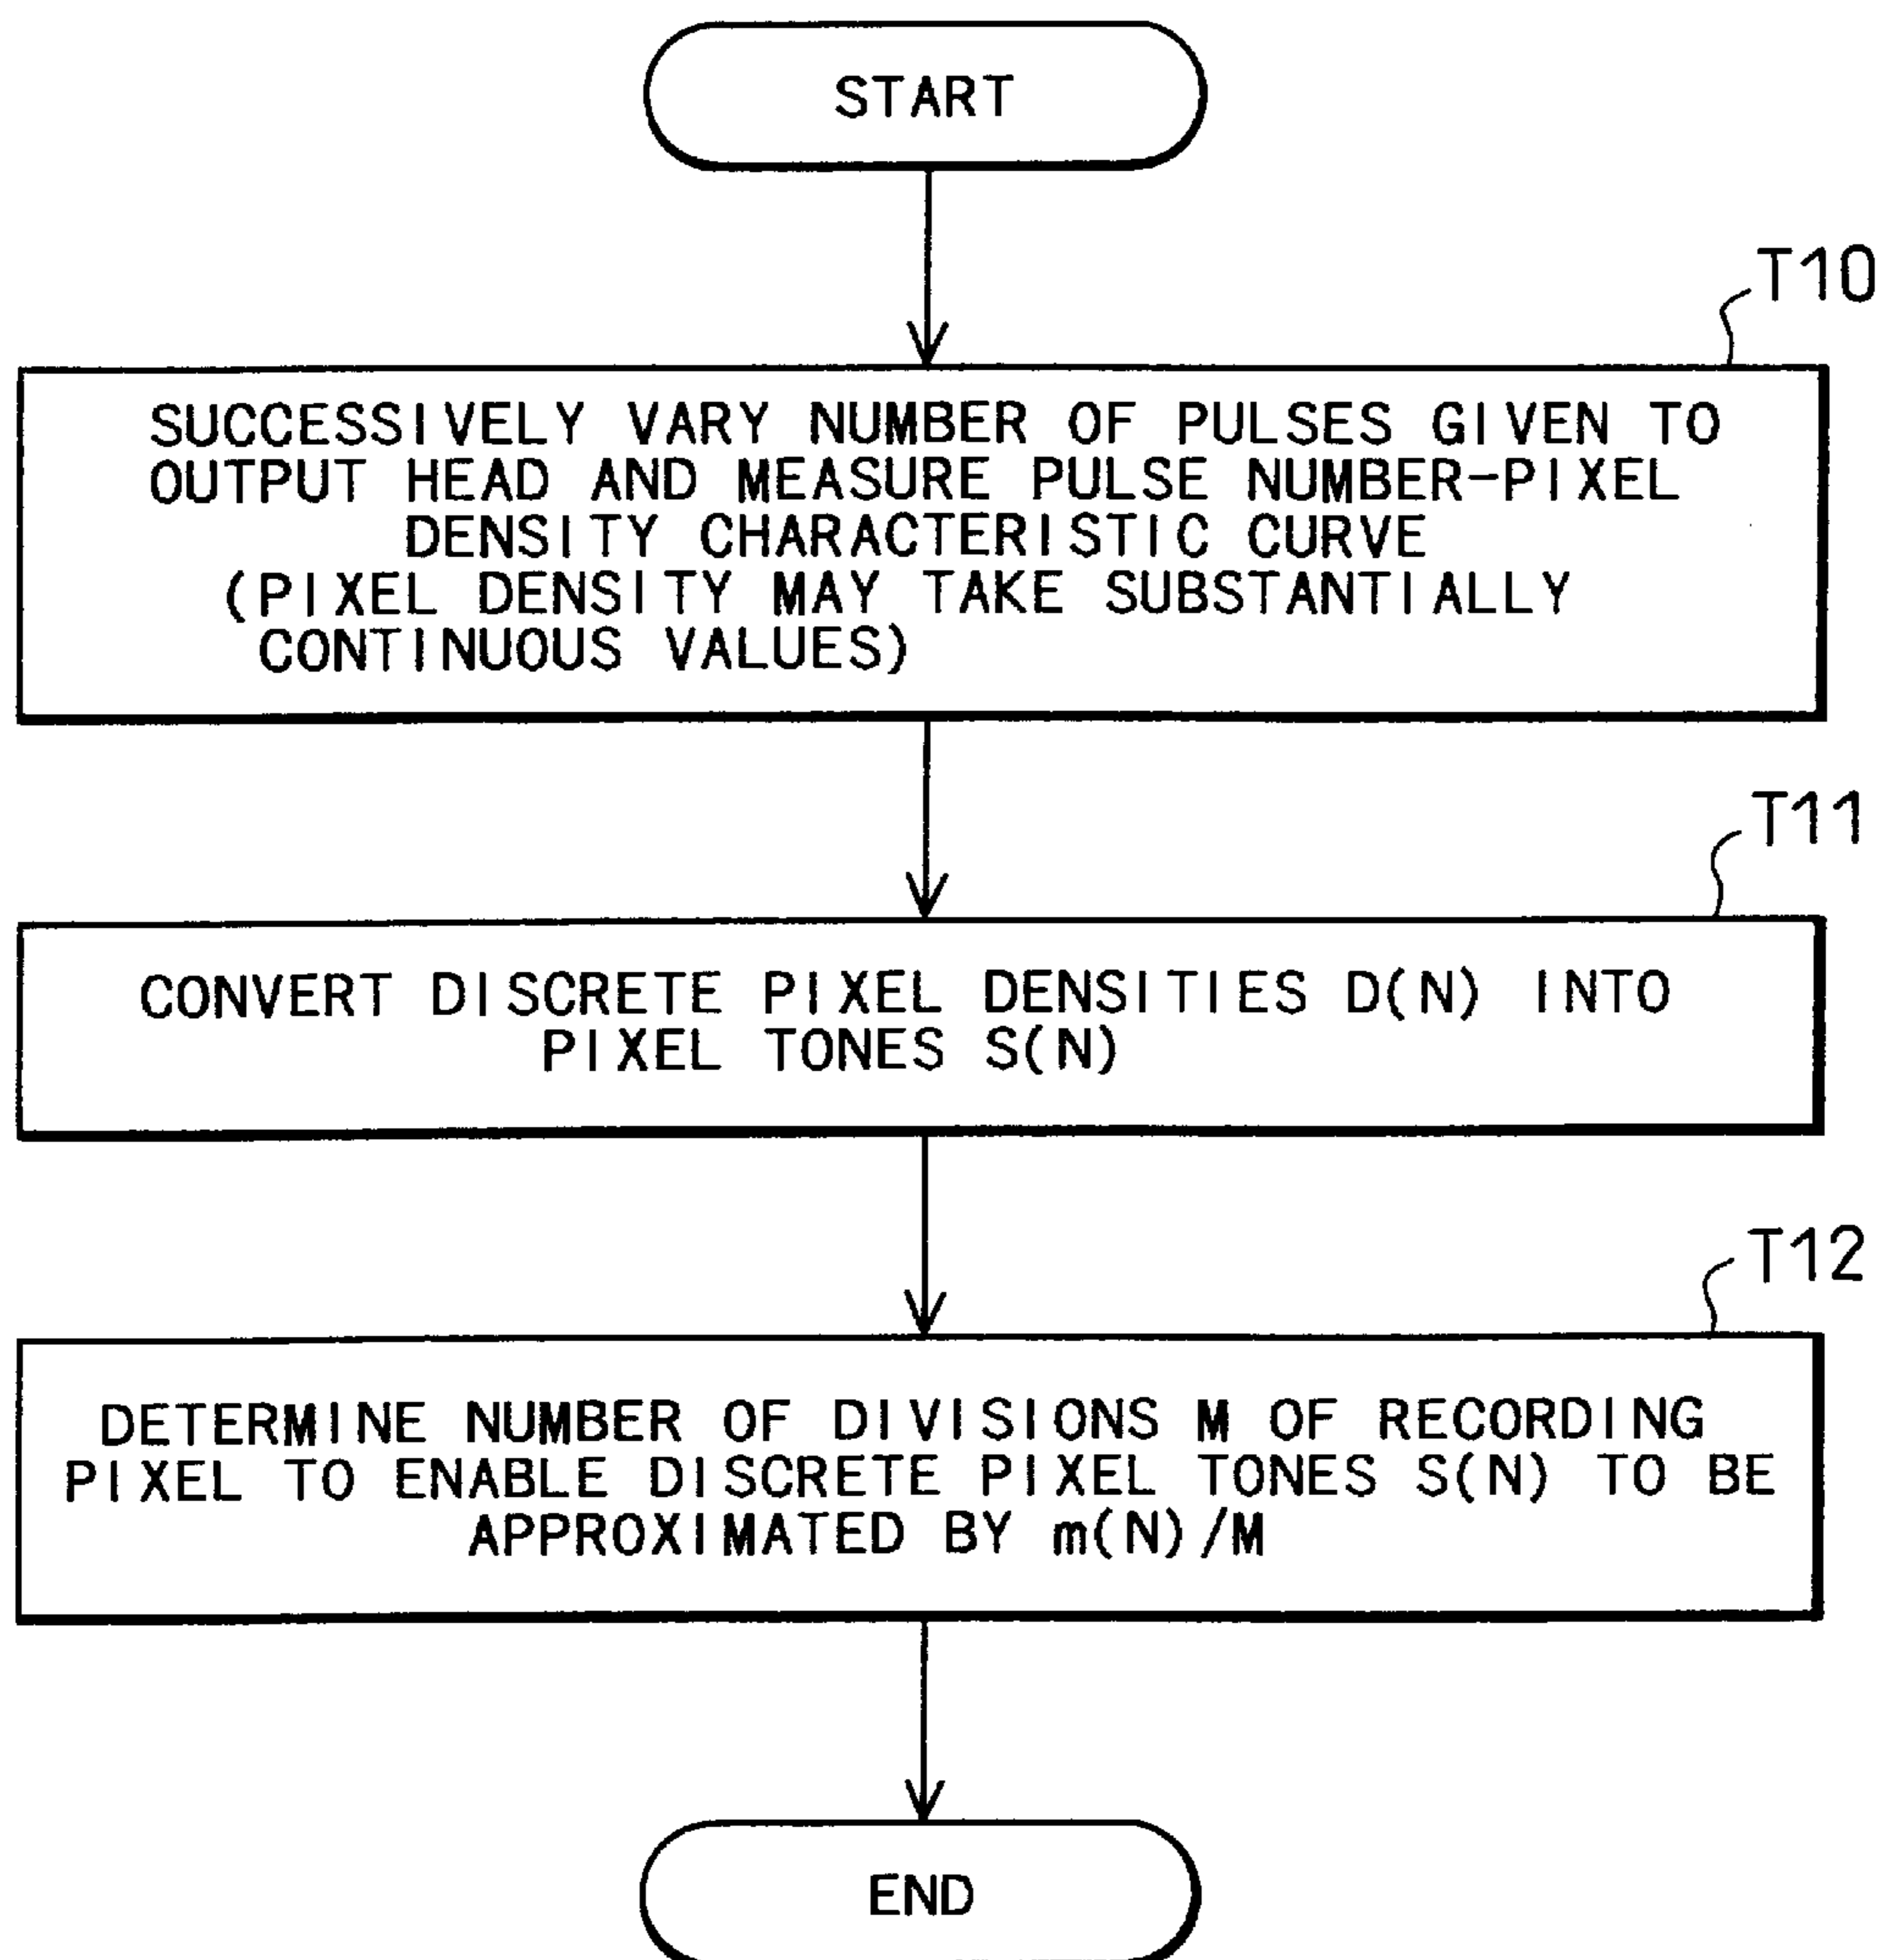 START
T10
SUCCESSIVELY VARY NUMBER OF PULSES GIVEN TO
OUTPUT HEAD AND MEASURE PULSE NUMBER-PIXEL
DENSITY CHARACTERISTIC CURVE
(PIXEL DENSITY MAY TAKE SUBSTANTIALLY
CONTINUOUS VALUES)
T11
CONVERT DISCRETE PIXEL DENSITIES D(N) INTO
PIXEL TONES S(N)
T12
DETERMINE NUMBER OF DIVISIONS M OF RECORDING
PIXEL TO ENABLE DISCRETE PIXEL TONES S(N) TO BE
APPROXIMATED BY m(N)/M
END